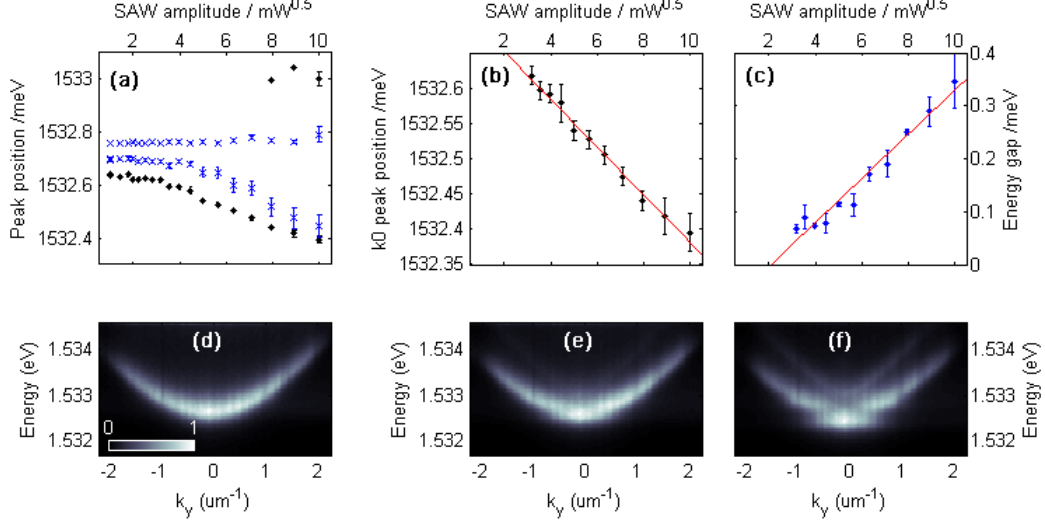 SAW amplitude / mW^0.5
SAW amplitude / mW^0.5
SAW amplitude / mW^0.5
2 4 6 8 10
2 4 6 8 10
2 4 6 8 10
(a)
(b)
(c)
Peak position /meV
1533
1532.8
1532.6
1532.4
k0 peak position /meV
1532.6
1532.55
1532.5
1532.45
1532.4
1532.35
0.4
0.3
0.2
0.1
0
Energy gap /meV
(d)
(e)
(f)
Energy (eV)
1.534
1.533
1.532
0 1
-2 -1 0 1 2
k_y (um^-1)
Energy (eV)
1.534
1.533
1.532
-2 -1 0 1 2
k_y (um^-1)
1.534
1.533
1.532
Energy (eV)
-2 -1 0 1 2
k_y (um^-1)